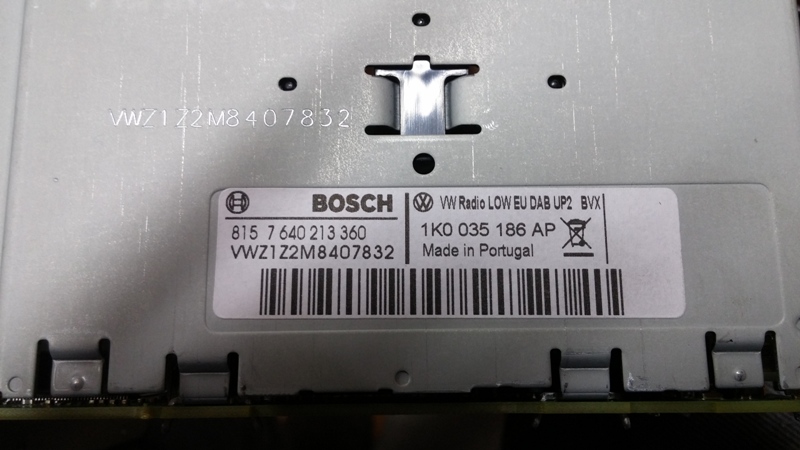 VWZ1Z2M8407832
BOSCH
VW Radio LOW EU DAB UP2 BVX
815 7 640 213 360
1K0 035 186 AP
VWZ1Z2M8407832
Made in Portugal